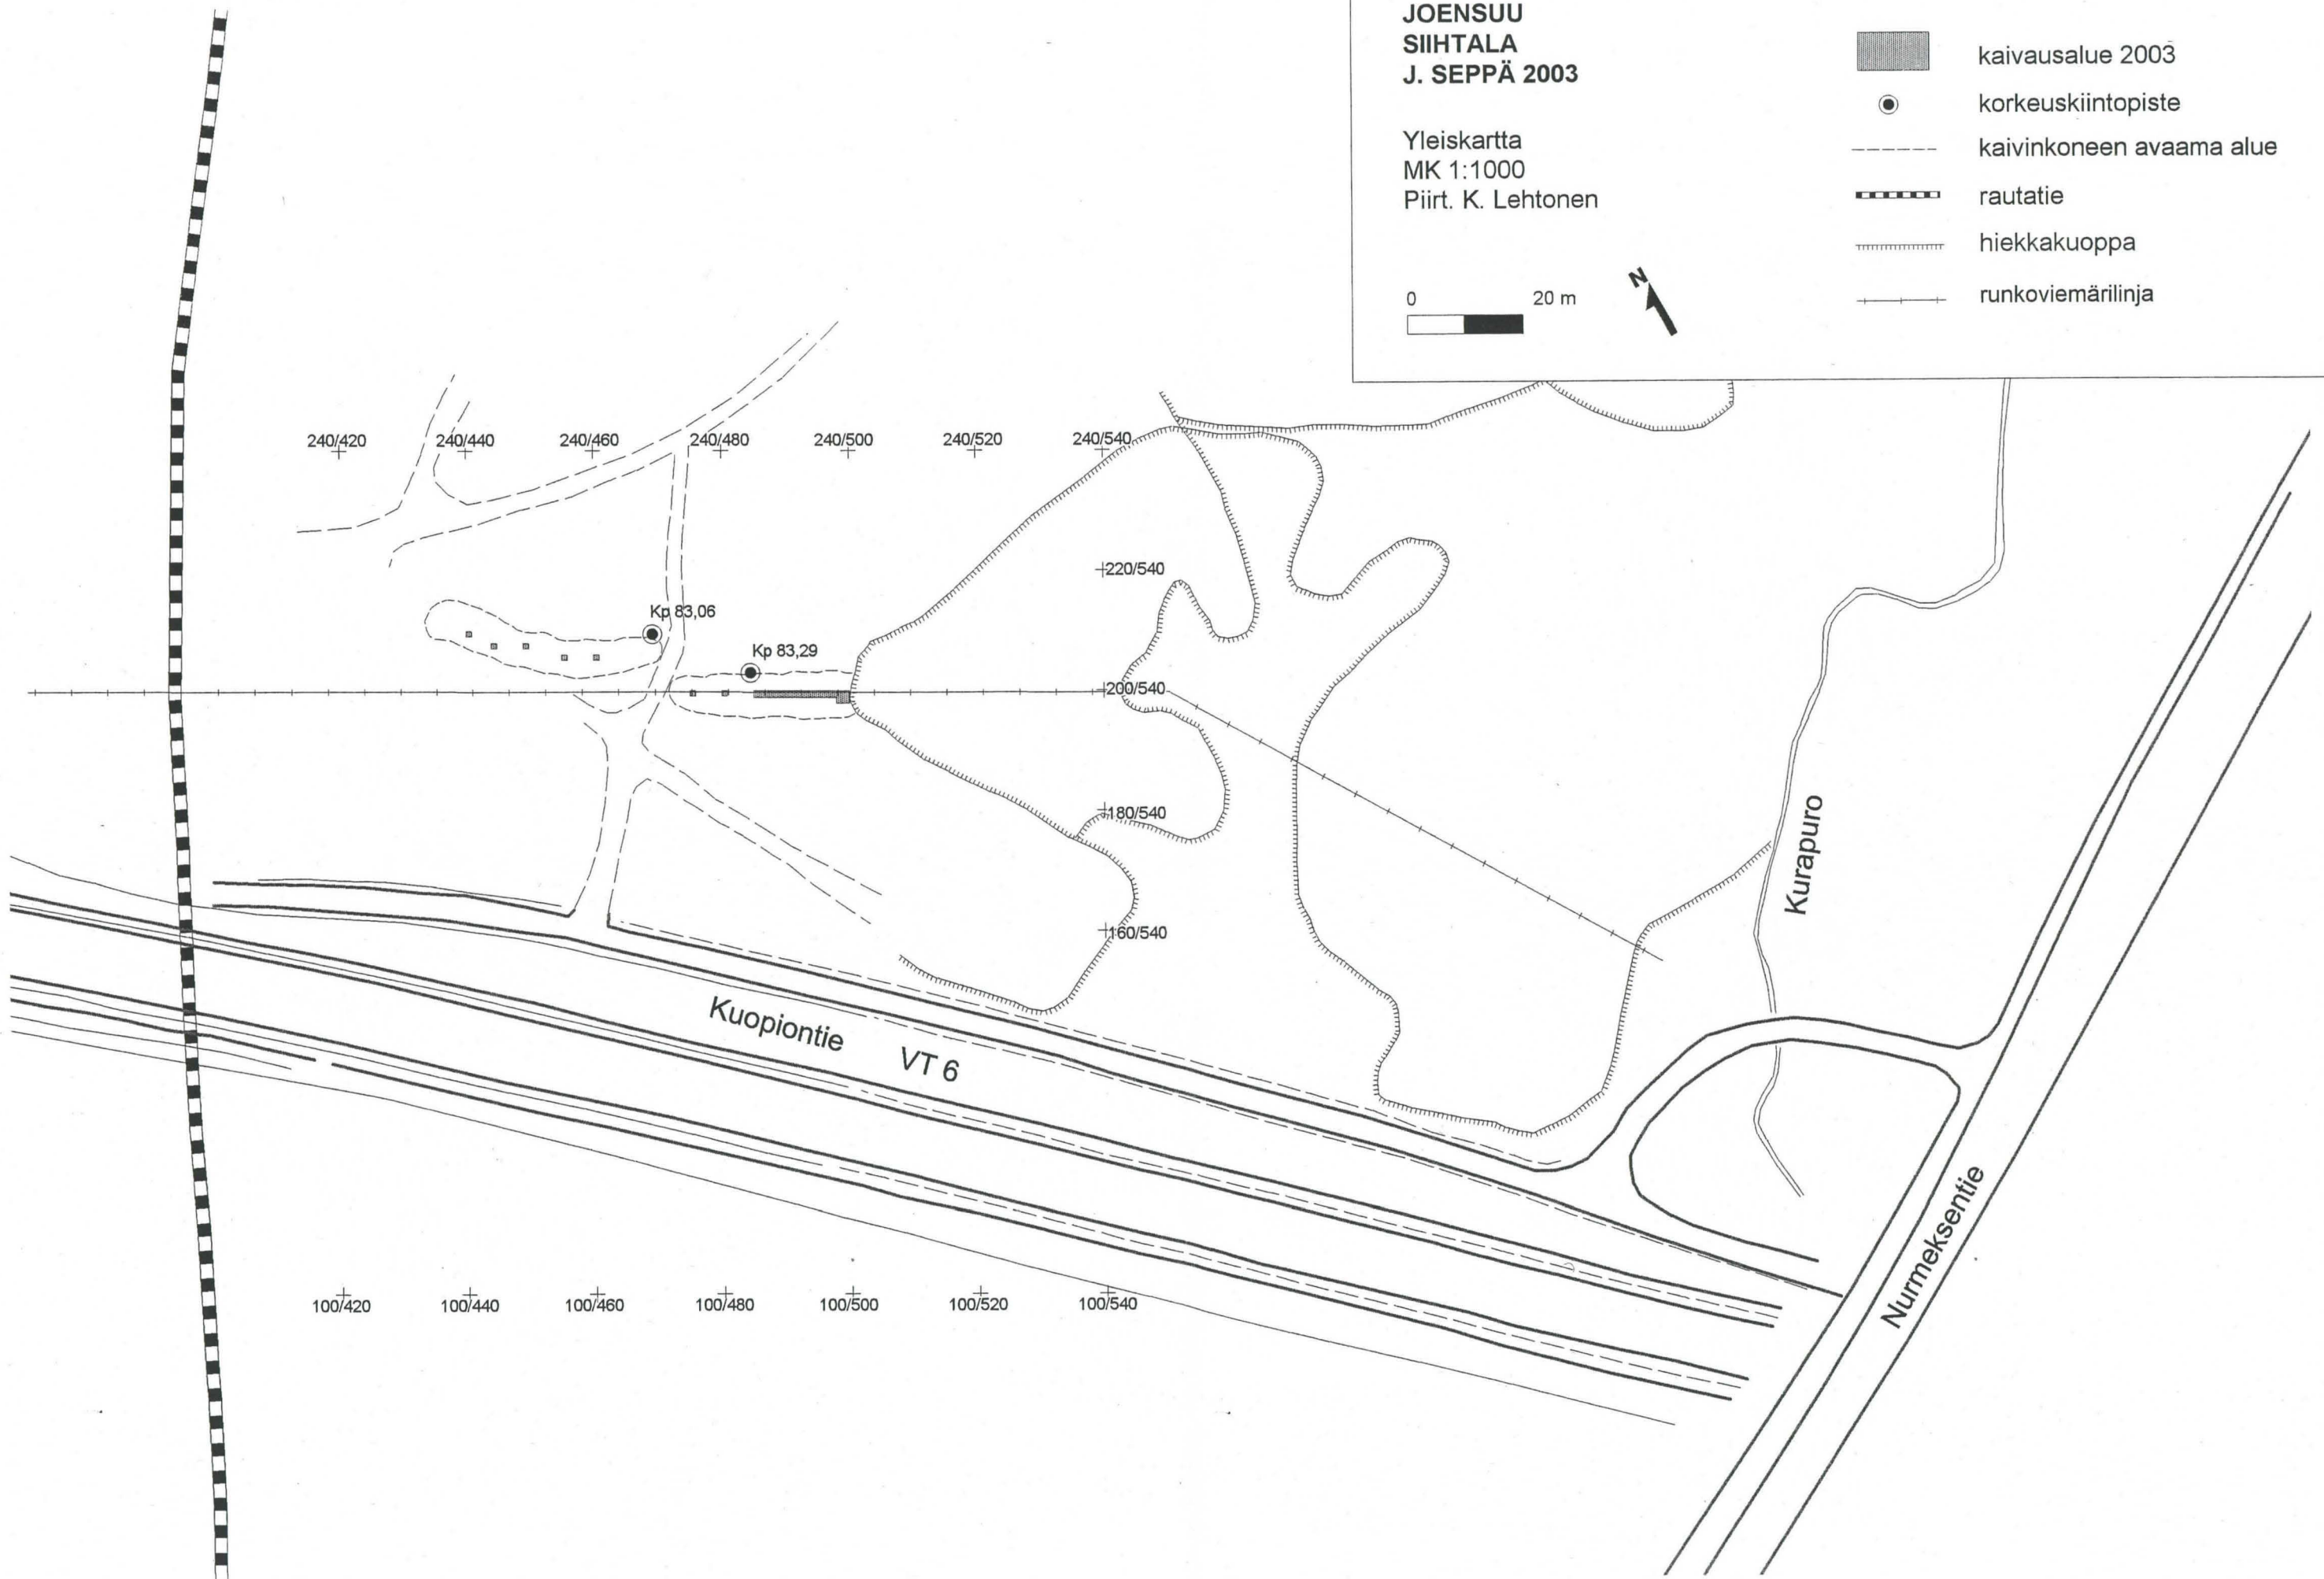 JOENSUU
SIIHTALA
J. SEPPÄ 2003
Yleiskartta
MK 1:1000
Piirt. K. Lehtonen
0 20 m
N
kaivausalue 2003
korkeuskiintopiste
kaivinkoneen avaama alue
rautatie
hiekkakuoppa
runkoviemärilinja
240/420 240/440 240/460 240/480 240/500 240/520 240/540
220/540
Kp 83,06
Kp 83,29
200/540
180/540
160/540
Kurapuro
Kuopiontie VT 6
Nurmeksentie
100/420 100/440 100/460 100/480 100/500 100/520 100/540